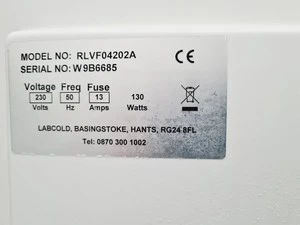 MODEL NO: RLVF04202A CE
SERIAL NO: W9B6685
Voltage Freq Fuse
230 50 13 130
Volts Hz Amps Watts
LABCOLD, BASINGSTOKE, HANTS, RG24 8FL
Tel: 0870 300 1002